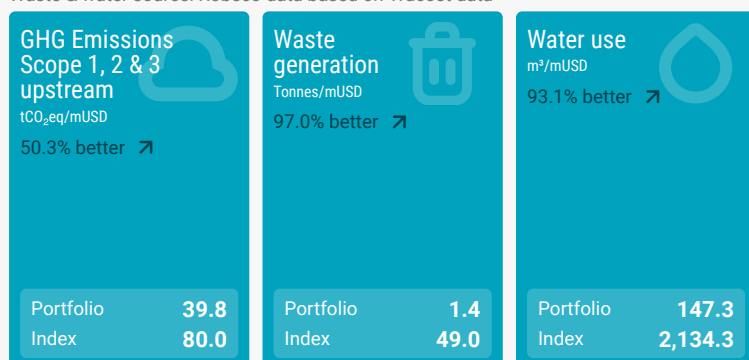 GHG Emissions
Scope 1, 2 & 3
upstream
tCO₂eq/mUSD
50.3% better
Portfolio 39.8
Index 80.0
Waste
generation
Tonnes/mUSD
97.0% better
Portfolio 1.4
Index 49.0
Water use
m³/mUSD
93.1% better
Portfolio 147.3
Index 2,134.3